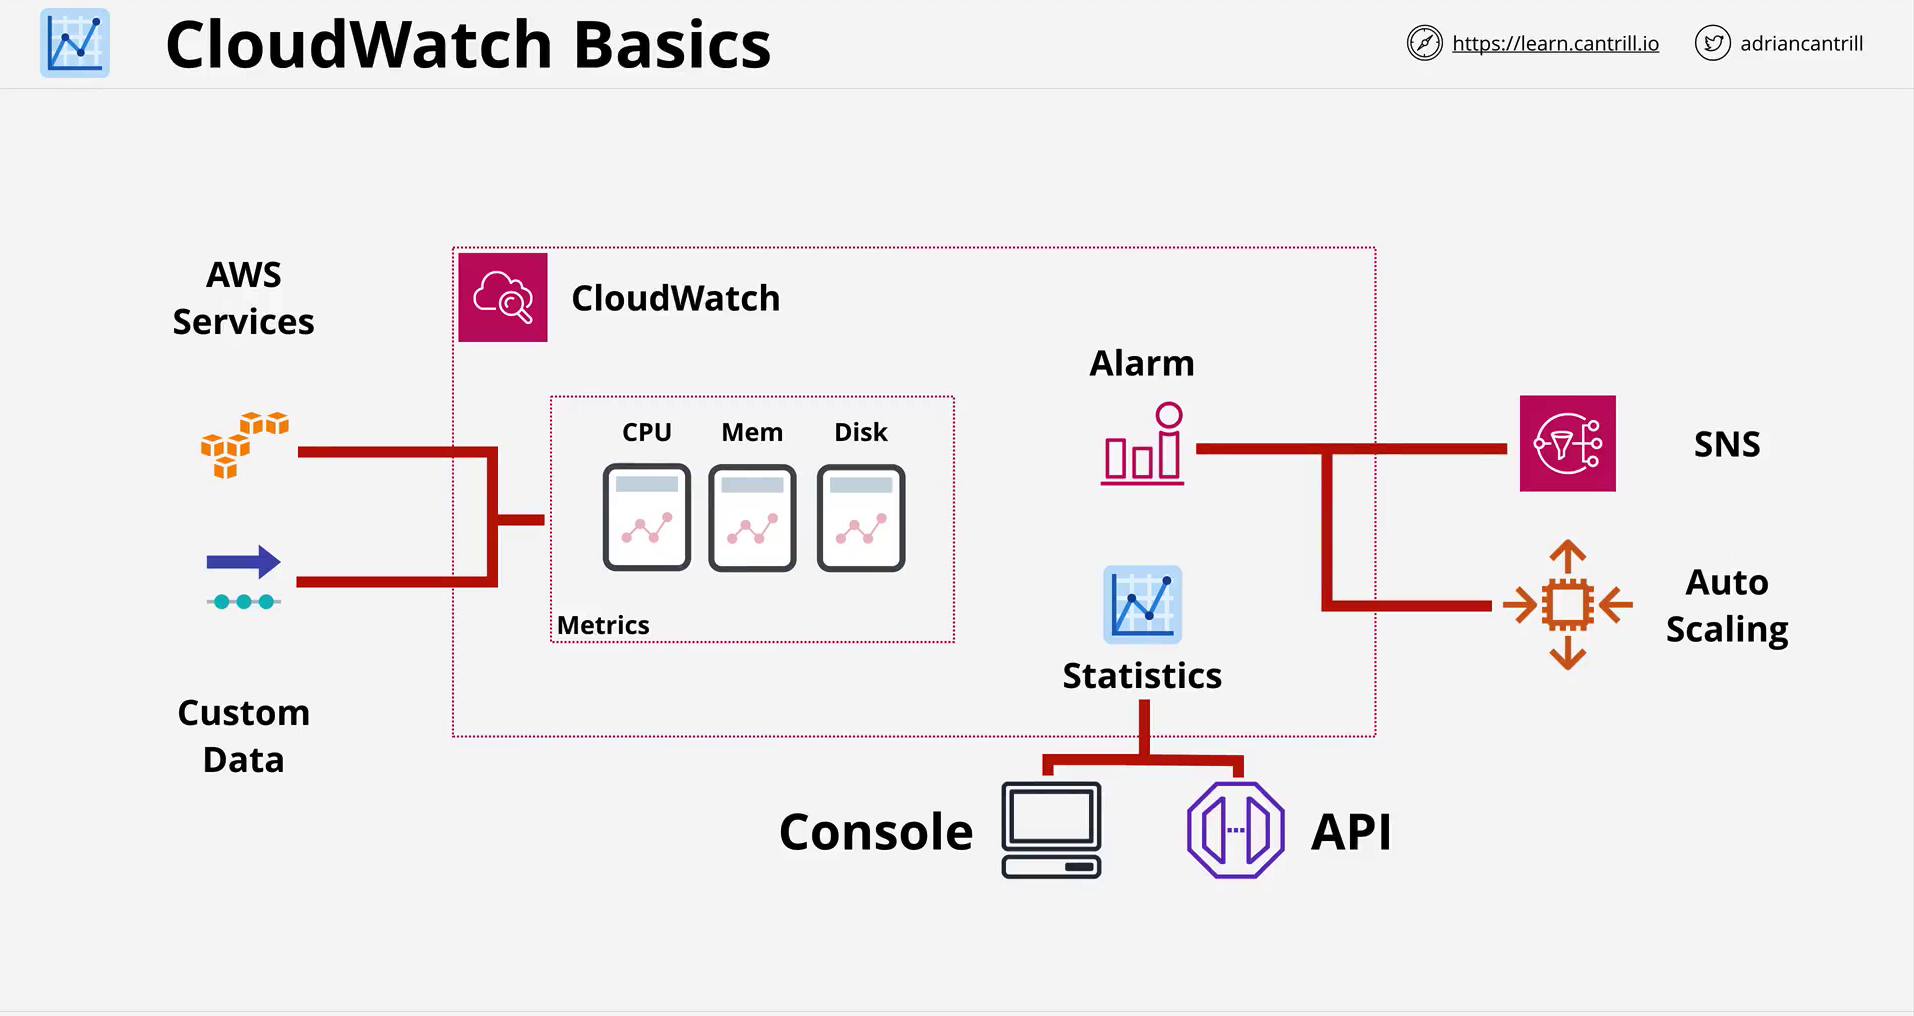 CloudWatch Basics
https://learn.cantrill.io
adriancantrill
AWS
Services
CloudWatch
Alarm
CPU
Mem
Disk
SNS
Metrics
Auto
Scaling
Statistics
Custom
Data
Console
API